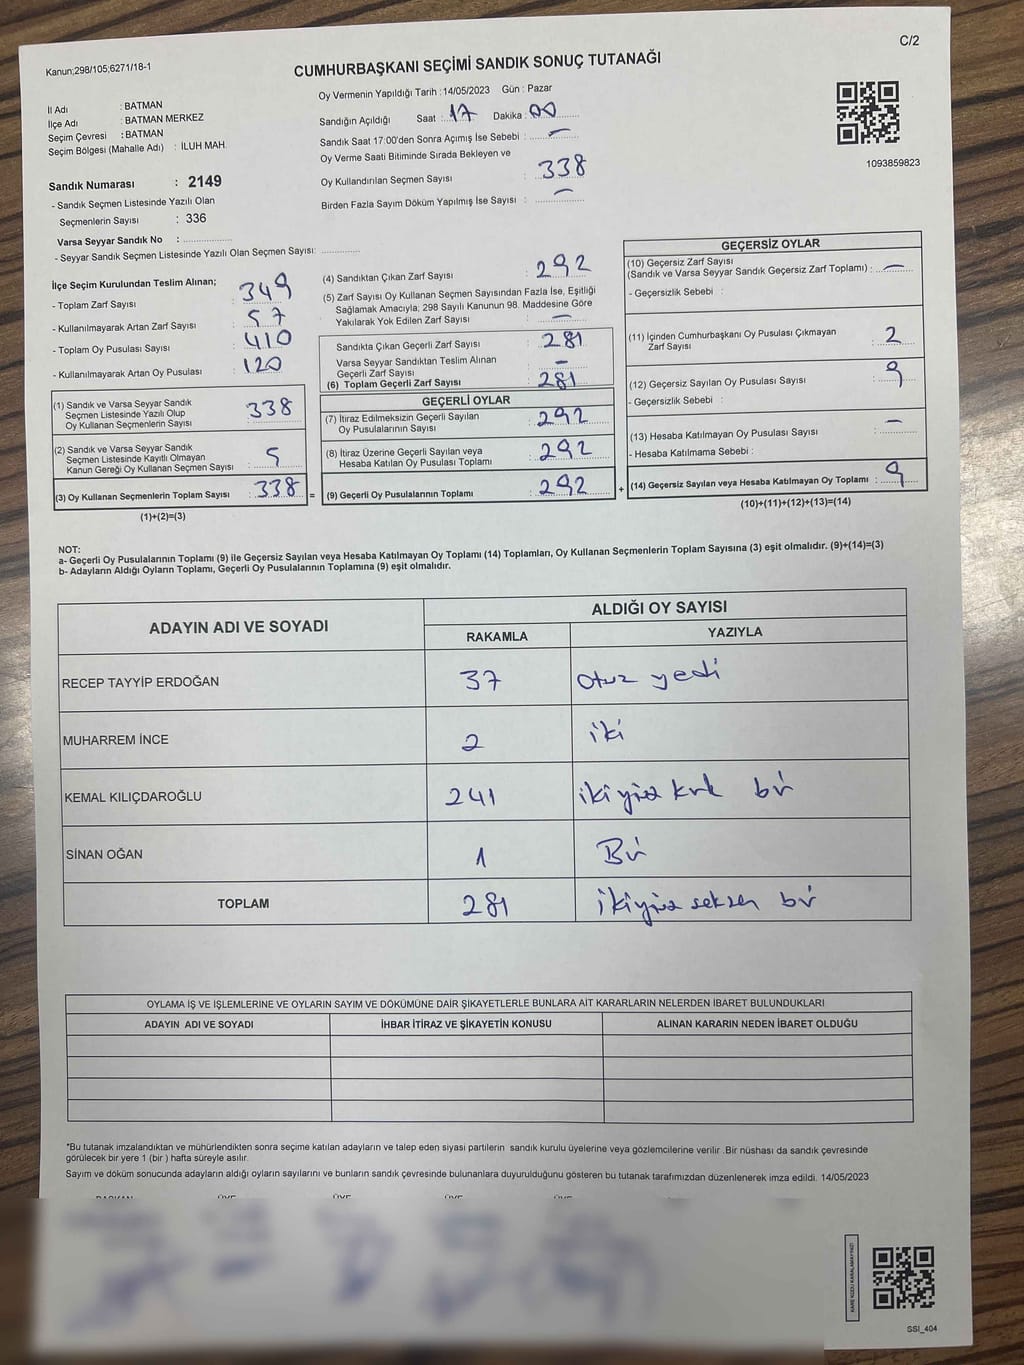 C/2
Kanun;298/105;6271/18-1
CUMHURBAŞKANI SEÇİMİ SANDIK SONUÇ TUTANAĞI
İl Adı : BATMAN
İlçe Adı : BATMAN MERKEZ
Seçim Çevresi : BATMAN
Seçim Bölgesi (Mahalle Adı) : İLUH MAH.
Sandık Numarası : 2149
- Sandık Seçmen Listesinde Yazılı Olan
Seçmenlerin Sayısı : 336
Varsa Seyyar Sandık No :
- Seyyar Sandık Seçmen Listesinde Yazılı Olan Seçmen Sayısı:
Oy Vermenin Yapıldığı Tarih : 14/05/2023 Gün : Pazar
Sandığın Açıldığı Saat : 17 Dakika : 00
Sandık Saat 17:00'den Sonra Açımış İse Sebebi : —
Oy Verme Saati Bitiminde Sırada Bekleyen ve
Oy Kullandırılan Seçmen Sayısı : 338
Birden Fazla Sayım Döküm Yapılmış İse Sayısı : —
1093859823
İlçe Seçim Kurulundan Teslim Alınan;
- Toplam Zarf Sayısı : 349
- Kullanılmayarak Artan Zarf Sayısı : 57
- Toplam Oy Pusulası Sayısı : 410
- Kullanılmayarak Artan Oy Pusulası : 120
(1) Sandık ve Varsa Seyyar Sandık
Seçmen Listesinde Yazılı Olup
Oy Kullanan Seçmenlerin Sayısı : 338
(2) Sandık ve Varsa Seyyar Sandık
Seçmen Listesinde Kayıtlı Olmayan
Kanun Gereği Oy Kullanan Seçmen Sayısı : 5
(3) Oy Kullanan Seçmenlerin Toplam Sayısı : 338 =
(1)+(2)=(3)
(4) Sandıktan Çıkan Zarf Sayısı : 292
(5) Zarf Sayısı Oy Kullanan Seçmen Sayısından Fazla İse, Eşitliği
Sağlamak Amacıyla; 298 Sayılı Kanunun 98. Maddesine Göre
Yakılarak Yok Edilen Zarf Sayısı : —
Sandıkta Çıkan Geçerli Zarf Sayısı : 281
Varsa Seyyar Sandıktan Teslim Alınan
Geçerli Zarf Sayısı : —
(6) Toplam Geçerli Zarf Sayısı : 281
GEÇERLİ OYLAR
(7) İtiraz Edilmeksizin Geçerli Sayılan
Oy Pusulalarının Sayısı : 292
(8) İtiraz Üzerine Geçerli Sayılan veya
Hesaba Katılan Oy Pusulası Toplamı : 292
(9) Geçerli Oy Pusulalarının Toplamı : 292 +
GEÇERSİZ OYLAR
(10) Geçersiz Zarf Sayısı
(Sandık ve Varsa Seyyar Sandık Geçersiz Zarf Toplamı) : —
- Geçersizlik Sebebi :
(11) İçinden Cumhurbaşkanı Oy Pusulası Çıkmayan
Zarf Sayısı : 2
(12) Geçersiz Sayılan Oy Pusulası Sayısı : 9
- Geçersizlik Sebebi :
(13) Hesaba Katılmayan Oy Pusulası Sayısı : —
- Hesaba Katılmama Sebebi :
(14) Geçersiz Sayılan veya Hesaba Katılmayan Oy Toplamı : 9
(10)+(11)+(12)+(13)=(14)
NOT:
a- Geçerli Oy Pusulalarının Toplamı (9) ile Geçersiz Sayılan veya Hesaba Katılmayan Oy Toplamı (14) Toplamları, Oy Kullanan Seçmenlerin Toplam Sayısına (3) eşit olmalıdır. (9)+(14)=(3)
b- Adayların Aldığı Oyların Toplamı, Geçerli Oy Pusulalarının Toplamına (9) eşit olmalıdır.
ADAYIN ADI VE SOYADI
ALDIĞI OY SAYISI
RAKAMLA YAZIYLA
RECEP TAYYİP ERDOĞAN 37 otuz yedi
MUHARREM İNCE 2 iki
KEMAL KILIÇDAROĞLU 241 ikiyüz kırk bir
SİNAN OĞAN 1 Bir
TOPLAM 281 ikiyüz seksen bir
OYLAMA İŞ VE İŞLEMLERİNE VE OYLARIN SAYIM VE DÖKÜMÜNE DAİR ŞİKAYETLERLE BUNLARA AİT KARARLARIN NELERDEN İBARET BULUNDUKLARI
ADAYIN ADI VE SOYADI İHBAR İTİRAZ VE ŞİKAYETİN KONUSU ALINAN KARARIN NEDEN İBARET OLDUĞU
*Bu tutanak imzalandıktan ve mühürlendikten sonra seçime katılan adayların ve talep eden siyasi partilerin sandık kurulu üyelerine veya gözlemcilerine verilir .Bir nüshası da sandık çevresinde
görülecek bir yere 1 (bir ) hafta süreyle asılır.
Sayım ve döküm sonucunda adayların aldığı oyların sayılarını ve bunların sandık çevresinde bulunanlara duyurulduğunu gösteren bu tutanak tarafımızdan düzenlenerek imza edildi. 14/05/2023
BAŞKAN ÜYE ÜYE ÜYE ÜYE
KARE KODU KARALAMAYINIZ!
SSI_404